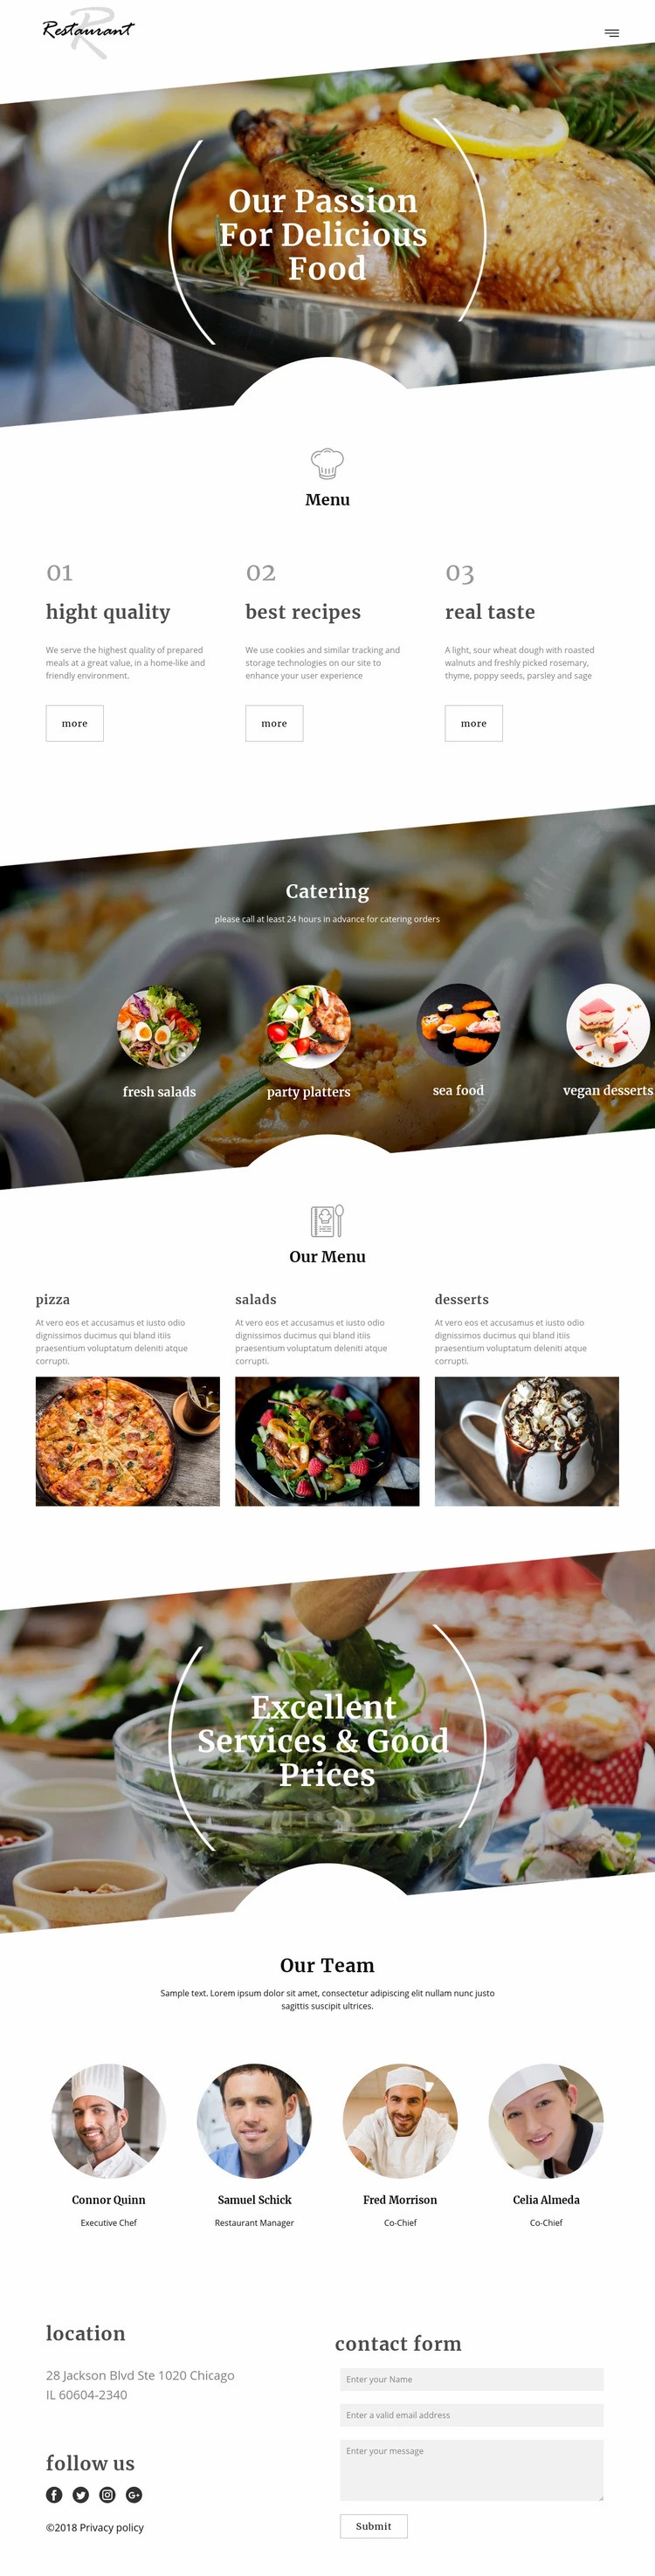 Restaurant
R
Our Passion
For Delicious
Food
Menu
01
hight quality
We serve the highest quality of prepared
meals at a great value, in a home-like and
friendly environment.
more
02
best recipes
We use cookies and similar tracking and
storage technologies on our site to
enhance your user experience
more
03
real taste
A light, sour wheat dough with roasted
walnuts and freshly picked rosemary,
thyme, poppy seeds, parsley and sage
more
Catering
please call at least 24 hours in advance for catering orders
fresh salads
party platters
sea food
vegan desserts
Our Menu
pizza
At vero eos et accusamus et iusto odio
dignissimos ducimus qui bland itiis
praesentium voluptatum deleniti atque
corrupti.
salads
At vero eos et accusamus et iusto odio
dignissimos ducimus qui bland itiis
praesentium voluptatum deleniti atque
corrupti.
desserts
At vero eos et accusamus et iusto odio
dignissimos ducimus qui bland itiis
praesentium voluptatum deleniti atque
corrupti.
Excellent
Services & Good
Prices
Our Team
Sample text. Lorem ipsum dolor sit amet, consectetur adipiscing elit nullam nunc justo
sagittis suscipit ultrices.
Connor Quinn
Executive Chef
Samuel Schick
Restaurant Manager
Fred Morrison
Co-Chief
Celia Almeda
Co-Chief
location
28 Jackson Blvd Ste 1020 Chicago
IL 60604-2340
follow us
©2018 Privacy policy
contact form
Enter your Name
Enter a valid email address
Enter your message
Submit